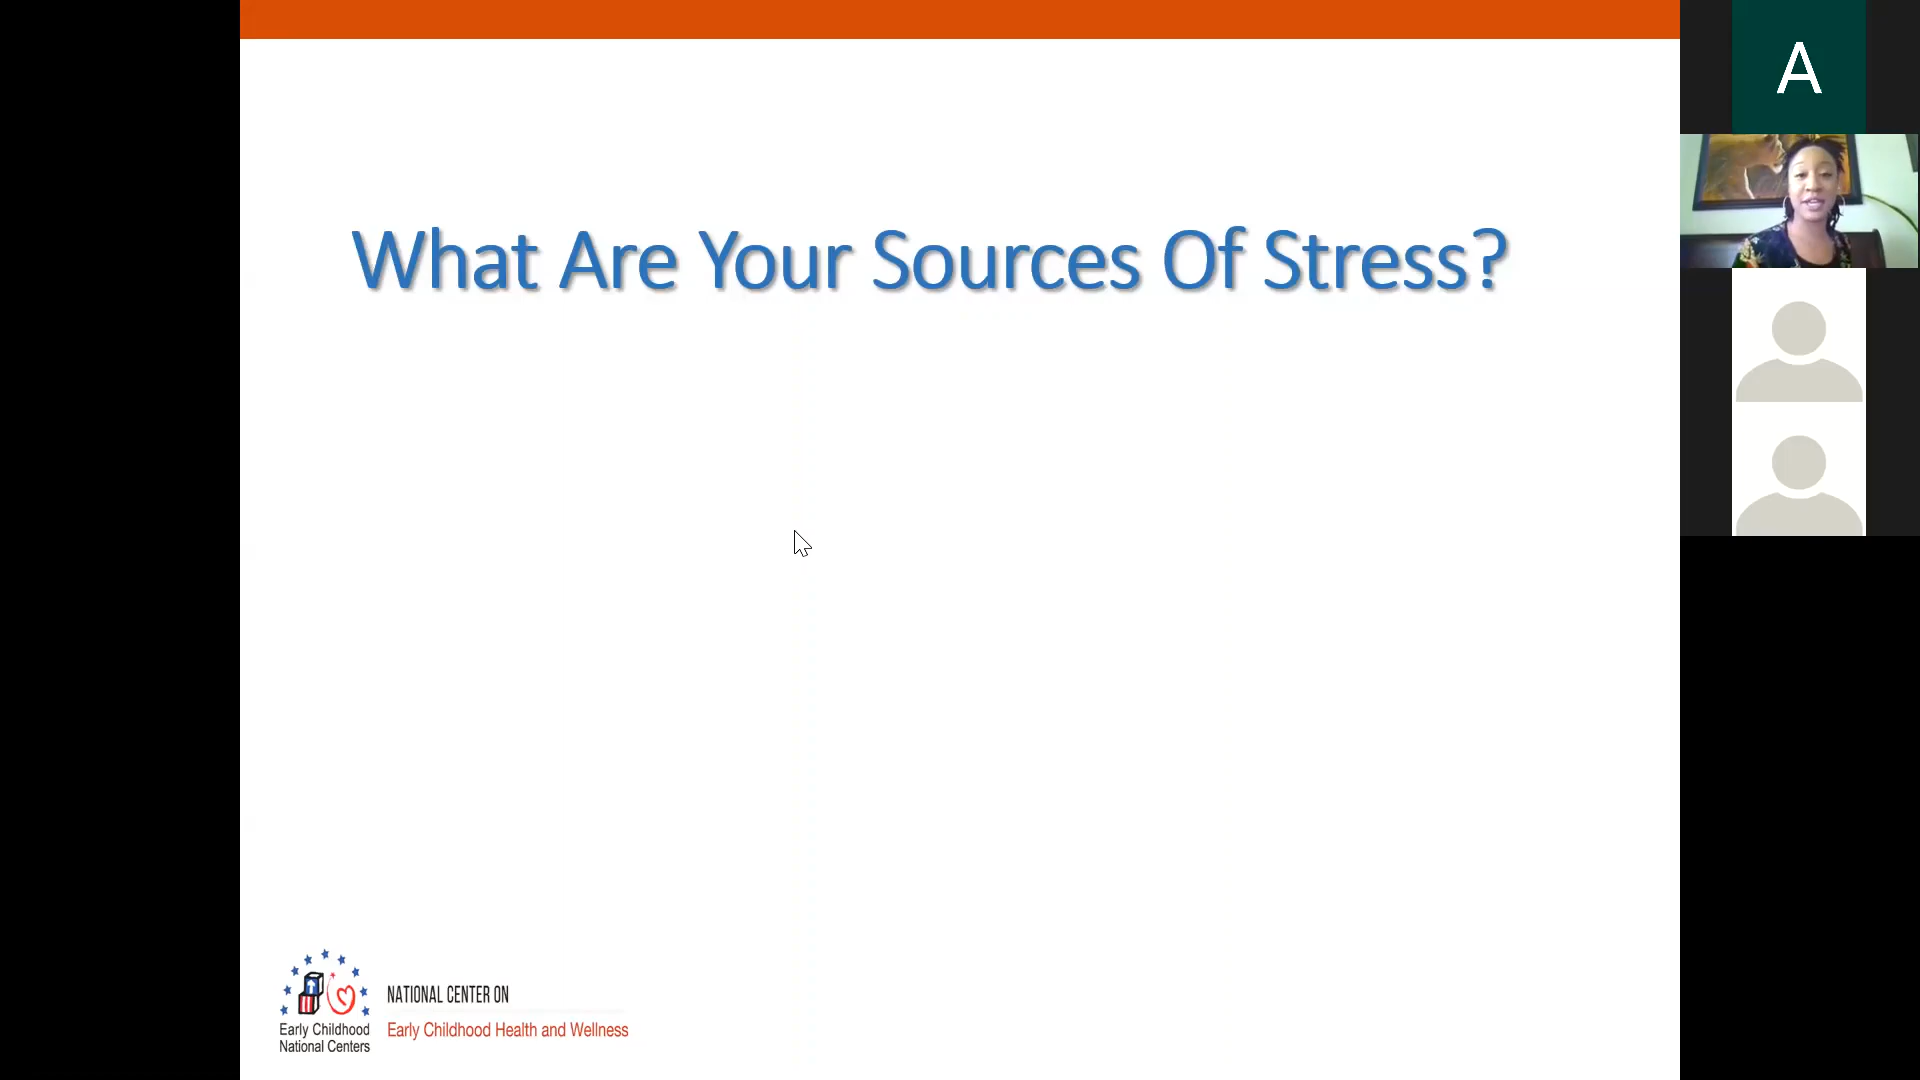 What Are Your Sources Of Stress?
A
Early Childhood
National Centers
NATIONAL CENTER ON
Early Childhood Health and Wellness